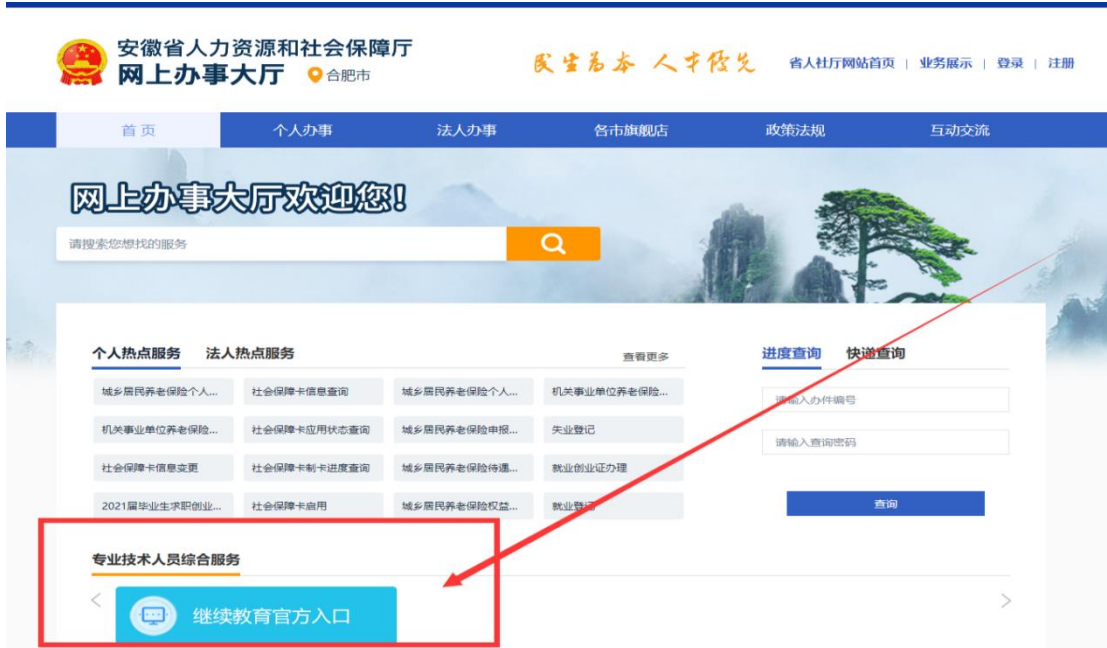 安徽省人力资源和社会保障厅
网上办事大厅 合肥市
民生为本 人才优先
省人社厅网站首页 | 业务展示 | 登录 | 注册
首页 个人办事 法人办事 各市旗舰店 政策法规 互动交流
网上办事大厅欢迎您!
请搜索您想找的服务
个人热点服务 法人热点服务 查看更多
城乡居民养老保险个人... 社会保障卡信息查询 城乡居民养老保险个人... 机关事业单位养老保险...
机关事业单位养老保险... 社会保障卡应用状态查询 城乡居民养老保险申报... 失业登记
社会保障卡信息变更 社会保障卡制卡进度查询 城乡居民养老保险待遇... 就业创业证办理
2021届毕业生求职创业... 社会保障卡启用 城乡居民养老保险权益... 就业登记
进度查询 快递查询
请输入办件编号
请输入查询密码
查询
专业技术人员综合服务
继续教育官方入口